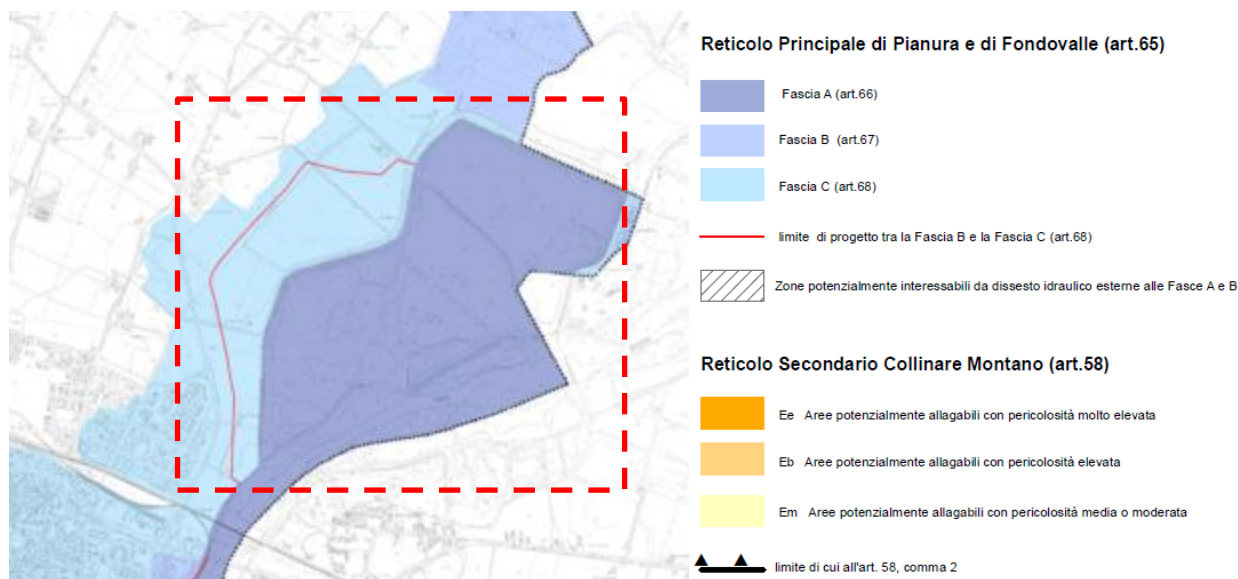 Reticolo Principale di Pianura e di Fondovalle (art.65)
Fascia A (art.66)
Fascia B (art.67)
Fascia C (art.68)
limite di progetto tra la Fascia B e la Fascia C (art.68)
Zone potenzialmente interessabili da dissesto idraulico esterne alle Fasce A e B
Reticolo Secondario Collinare Montano (art.58)
Ee Aree potenzialmente allagabili con pericolosità molto elevata
Eb Aree potenzialmente allagabili con pericolosità elevata
Em Aree potenzialmente allagabili con pericolosità media o moderata
limite di cui all'art. 58, comma 2